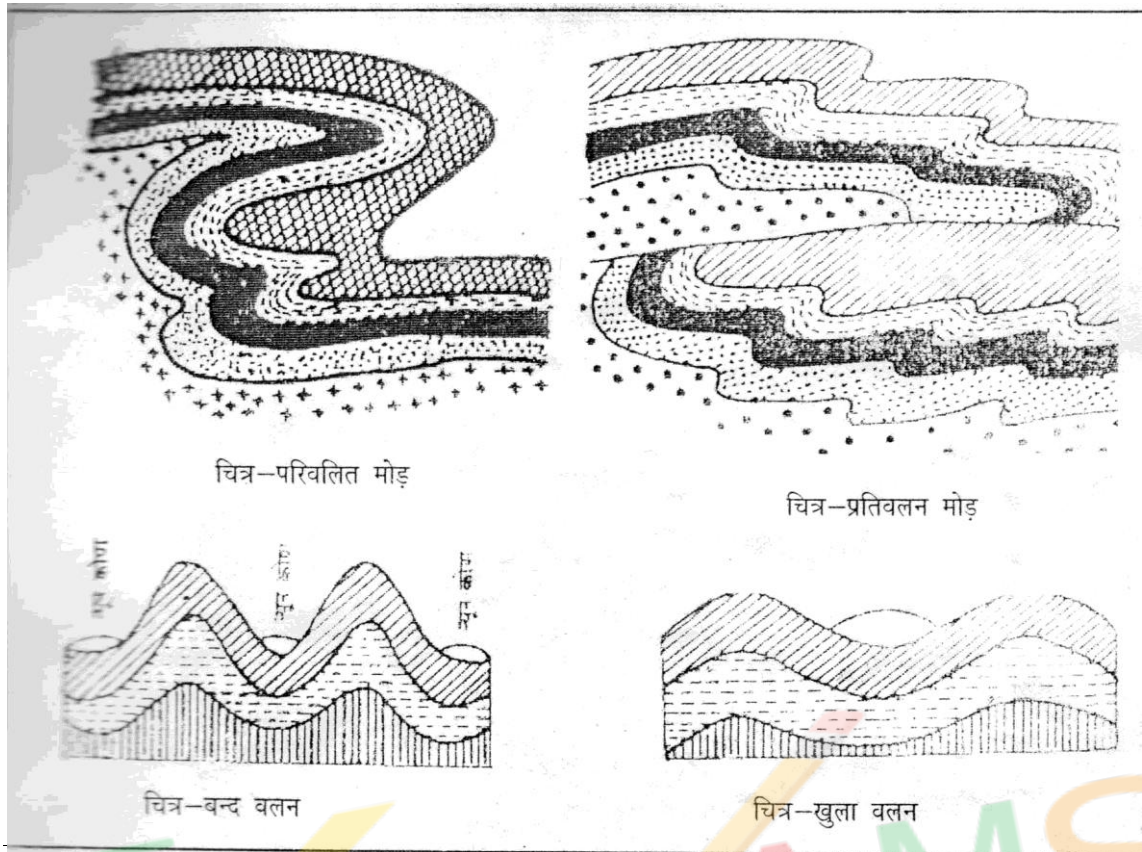 चित्र–परिवलित मोड़
चित्र–प्रतिवलन मोड़
न्यून कोण
न्यून कोण
न्यून कोण
चित्र–बन्द वलन
चित्र–खुला वलन